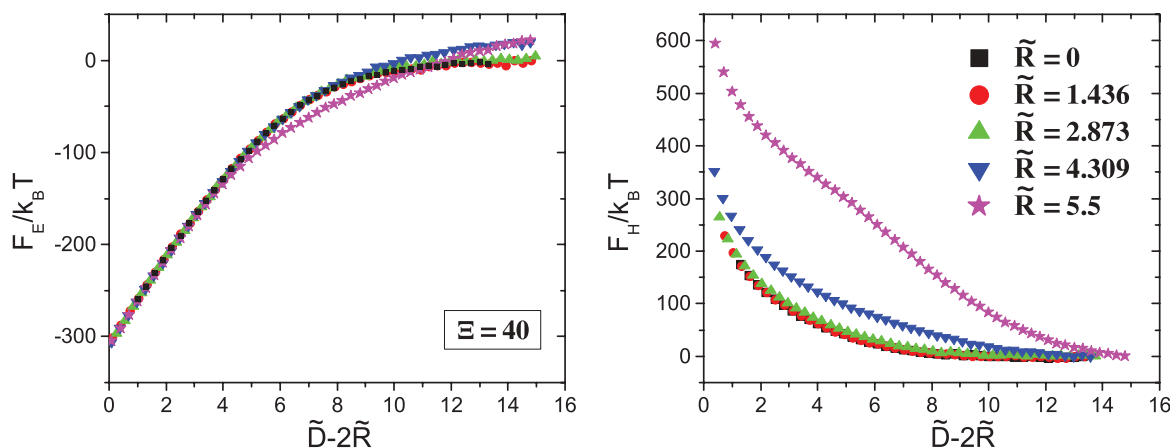 F_E/k_BT
0
-100
-200
-300
0 2 4 6 8 10 12 14 16
D̃-2R̃
Ξ = 40
F_H/k_BT
600
500
400
300
200
100
0
0 2 4 6 8 10 12 14 16
D̃-2R̃
R̃ = 0
R̃ = 1.436
R̃ = 2.873
R̃ = 4.309
R̃ = 5.5